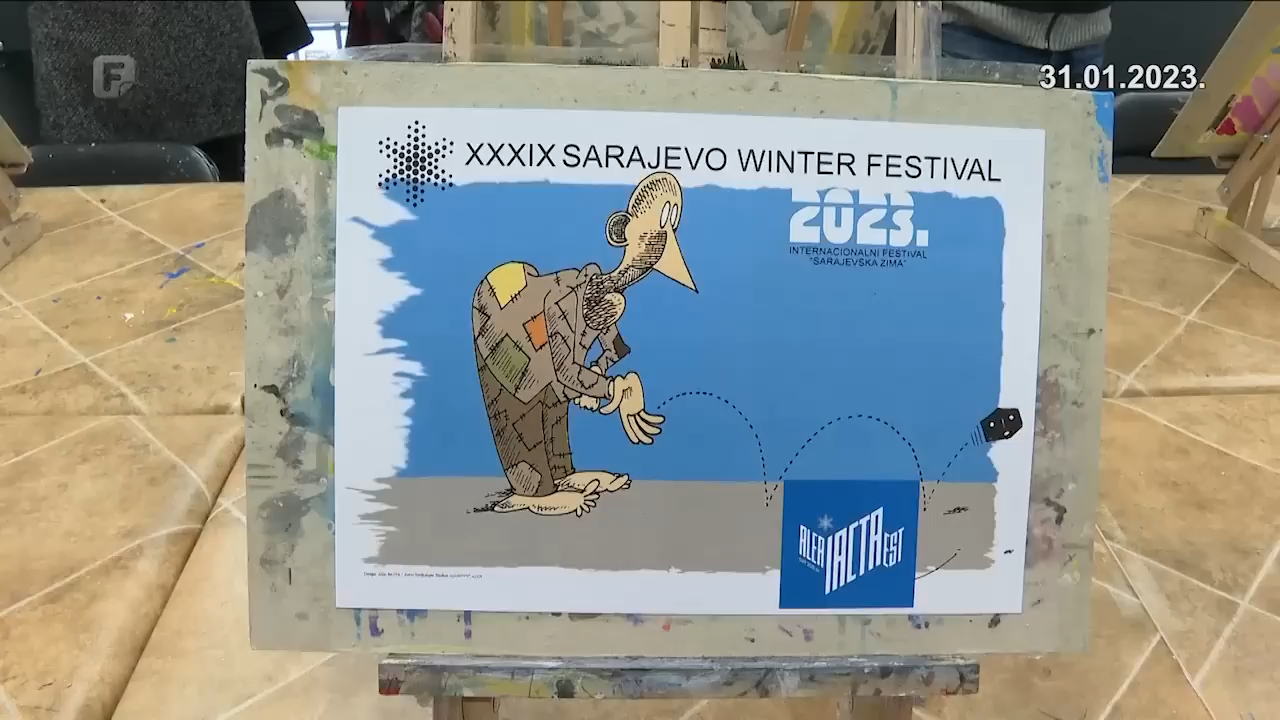 F
31.01.2023.
XXXIX SARAJEVO WINTER FESTIVAL
2023.
INTERNACIONALNI FESTIVAL
"SARAJEVSKA ZIMA"
ALEA IACTA EST